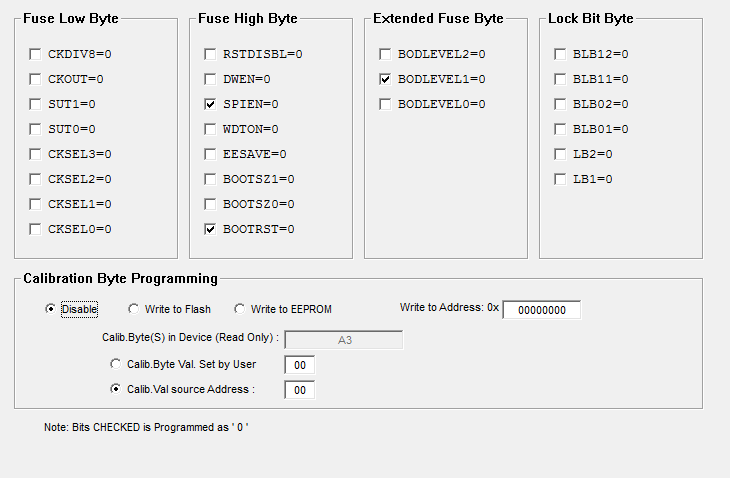 Fuse Low Byte
CKDIV8=0
CKOUT=0
SUT1=0
SUT0=0
CKSEL3=0
CKSEL2=0
CKSEL1=0
CKSEL0=0
Fuse High Byte
RSTDISBL=0
DWEN=0
SPIEN=0
WDTON=0
EESAVE=0
BOOTSZ1=0
BOOTSZ0=0
BOOTRST=0
Extended Fuse Byte
BODLEVEL2=0
BODLEVEL1=0
BODLEVEL0=0
Lock Bit Byte
BLB12=0
BLB11=0
BLB02=0
BLB01=0
LB2=0
LB1=0
Calibration Byte Programming
Disable Write to Flash Write to EEPROM Write to Address: 0x 00000000
Calib.Byte(S) in Device (Read Only) : A3
Calib.Byte Val. Set by User 00
Calib.Val source Address : 00
Note: Bits CHECKED is Programmed as ' 0 '